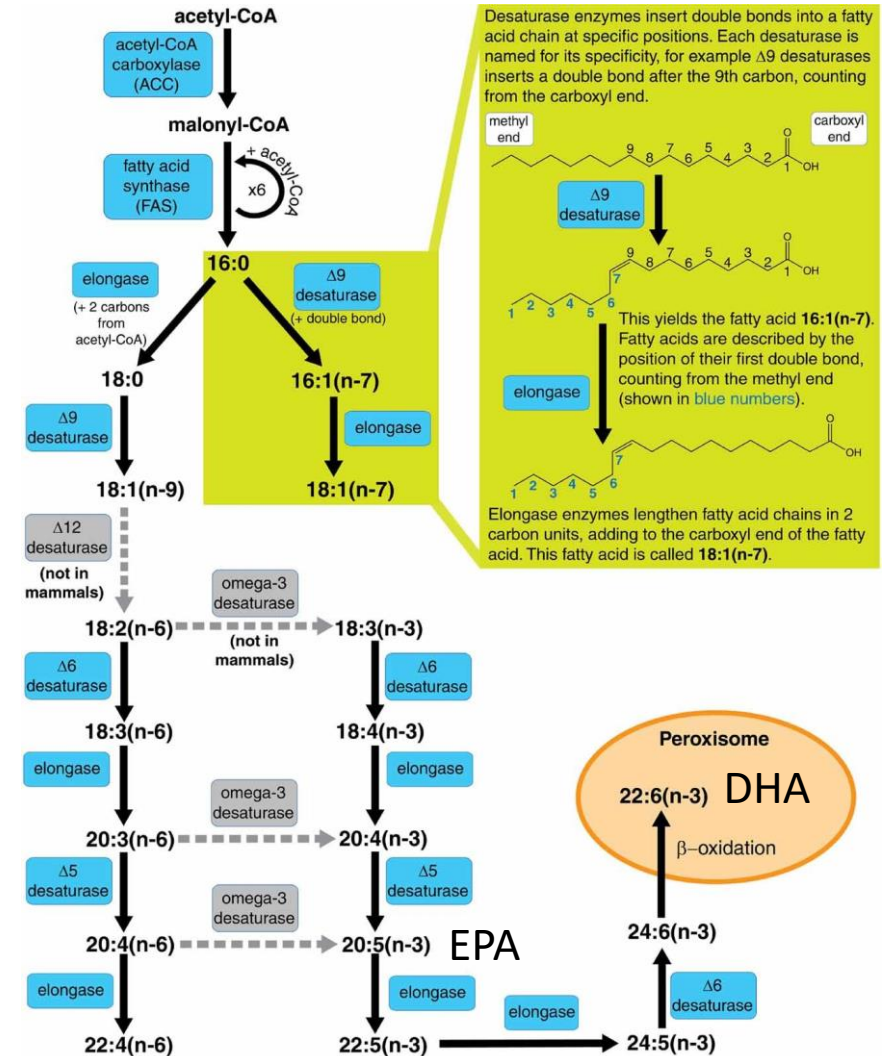 acetyl-CoA
acetyl-CoA
carboxylase
(ACC)
malonyl-CoA
fatty acid
synthase
(FAS)
+ acetyl-CoA
x6
16:0
elongase
(+ 2 carbons
from
acetyl-CoA)
Δ9
desaturase
(+ double bond)
18:0
16:1(n-7)
Δ9
desaturase
elongase
18:1(n-9)
18:1(n-7)
Δ12
desaturase
(not in
mammals)
omega-3
desaturase
18:2(n-6)
(not in
mammals)
18:3(n-3)
Δ6
desaturase
Δ6
desaturase
18:3(n-6)
18:4(n-3)
elongase
elongase
omega-3
desaturase
20:3(n-6)
20:4(n-3)
Δ5
desaturase
Δ5
desaturase
omega-3
desaturase
20:4(n-6)
20:5(n-3) EPA
elongase
elongase
22:4(n-6)
22:5(n-3)
elongase
24:5(n-3)
Δ6
desaturase
24:6(n-3)
β–oxidation
22:6(n-3) DHA
Peroxisome
Desaturase enzymes insert double bonds into a fatty
acid chain at specific positions. Each desaturase is
named for its specificity, for example Δ9 desaturases
inserts a double bond after the 9th carbon, counting
from the carboxyl end.
methyl
end
carboxyl
end
9 8 7 6 5 4 3 2 1
O
OH
Δ9
desaturase
9 8 7 6 5 4 3 2 1
O
OH
1 2 3 4 5 6 7
This yields the fatty acid 16:1(n-7).
Fatty acids are described by the
position of their first double bond,
counting from the methyl end
(shown in blue numbers).
elongase
O
OH
1 2 3 4 5 6 7
Elongase enzymes lengthen fatty acid chains in 2
carbon units, adding to the carboxyl end of the fatty
acid. This fatty acid is called 18:1(n-7).